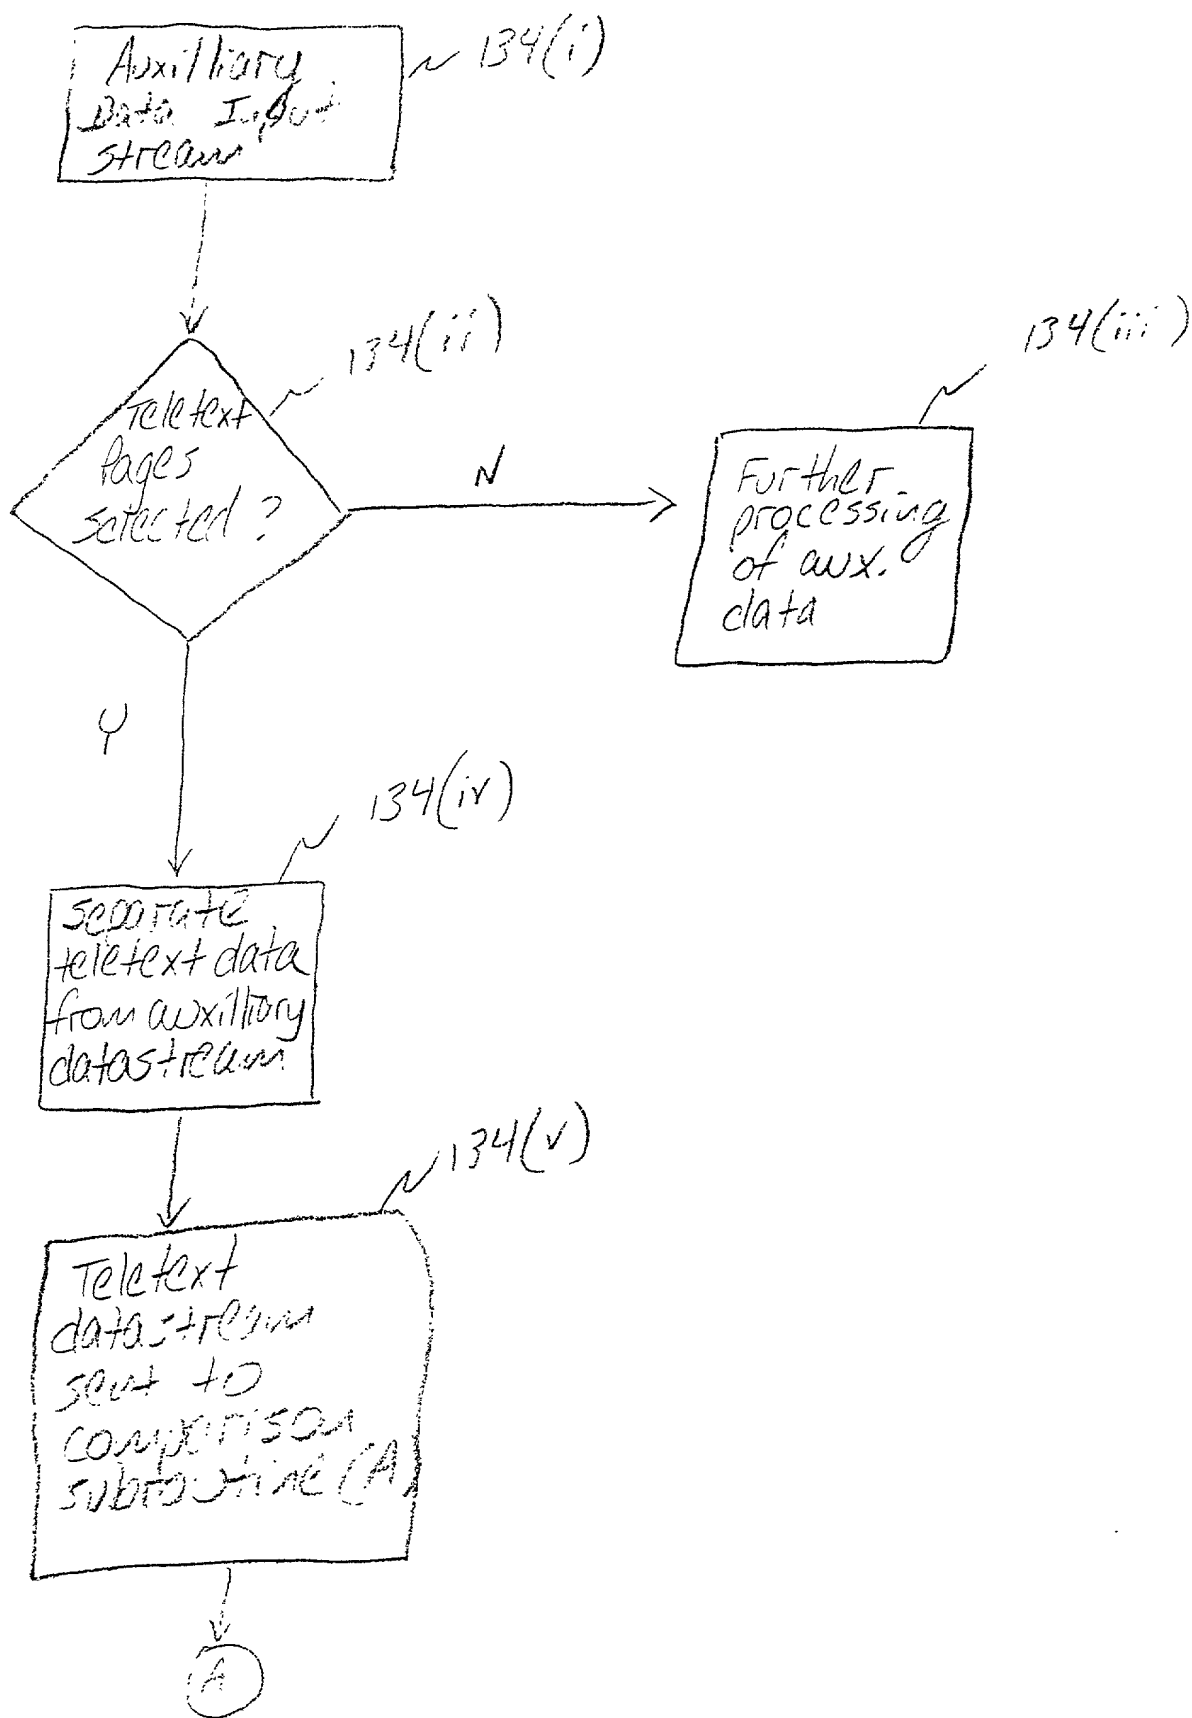 Auxilliary
Data Input
stream
134(i)
134(ii)
Teletext
Pages
selected?
N
134(iii)
Further
processing
of aux.
data
Y
134(iv)
separate
teletext data
from auxilliary
datastream
134(v)
Teletext
datastream
sent to
comparison
subroutine (A)
A